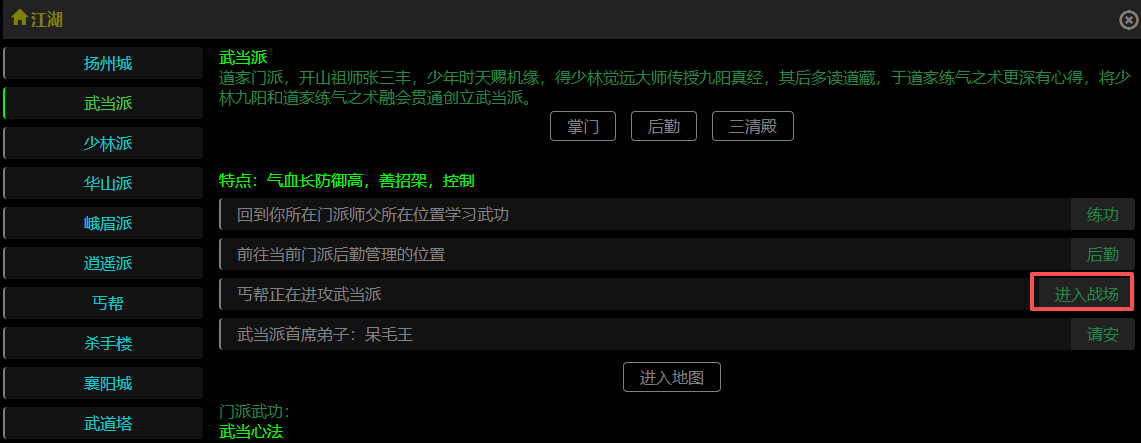 江湖
扬州城
武当派
少林派
华山派
峨眉派
逍遥派
丐帮
杀手楼
襄阳城
武道塔
武当派
道家门派，开山祖师张三丰，少年时天赐机缘，得少林觉远大师传授九阳真经，其后多读道藏，于道家练气之术更深有心得，将少
林九阳和道家练气之术融会贯通创立武当派。
掌门 后勤 三清殿
特点：气血长防御高，善招架，控制
回到你所在门派师父所在位置学习武功 练功
前往当前门派后勤管理的位置 后勤
丐帮正在进攻武当派 进入战场
武当派首席弟子：呆毛王 请安
进入地图
门派武功：
武当心法